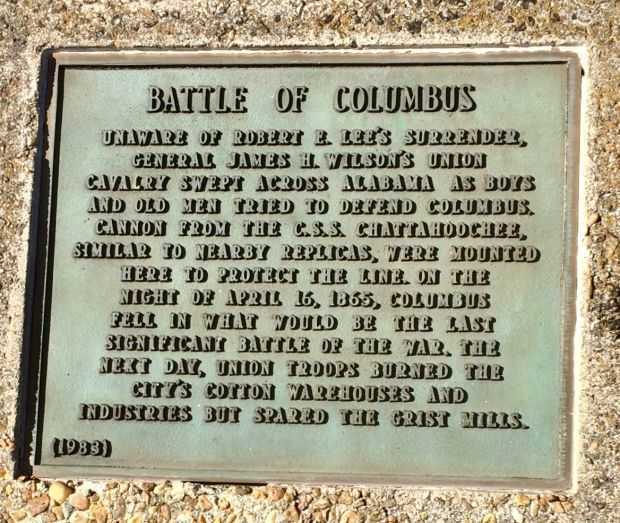 BATTLE OF COLUMBUS
UNAWARE OF ROBERT E. LEE'S SURRENDER,
GENERAL JAMES H. WILSON'S UNION
CAVALRY SWEPT ACROSS ALABAMA AS BOYS
AND OLD MEN TRIED TO DEFEND COLUMBUS.
CANNON FROM THE C.S.S. CHATTAHOOCHEE,
SIMILAR TO NEARBY REPLICAS, WERE MOUNTED
HERE TO PROTECT THE LINE. ON THE
NIGHT OF APRIL 16, 1865, COLUMBUS
FELL IN WHAT WOULD BE THE LAST
SIGNIFICANT BATTLE OF THE WAR. THE
NEXT DAY, UNION TROOPS BURNED THE
CITY'S COTTON WAREHOUSES AND
INDUSTRIES BUT SPARED THE GRIST MILLS.
(1983)